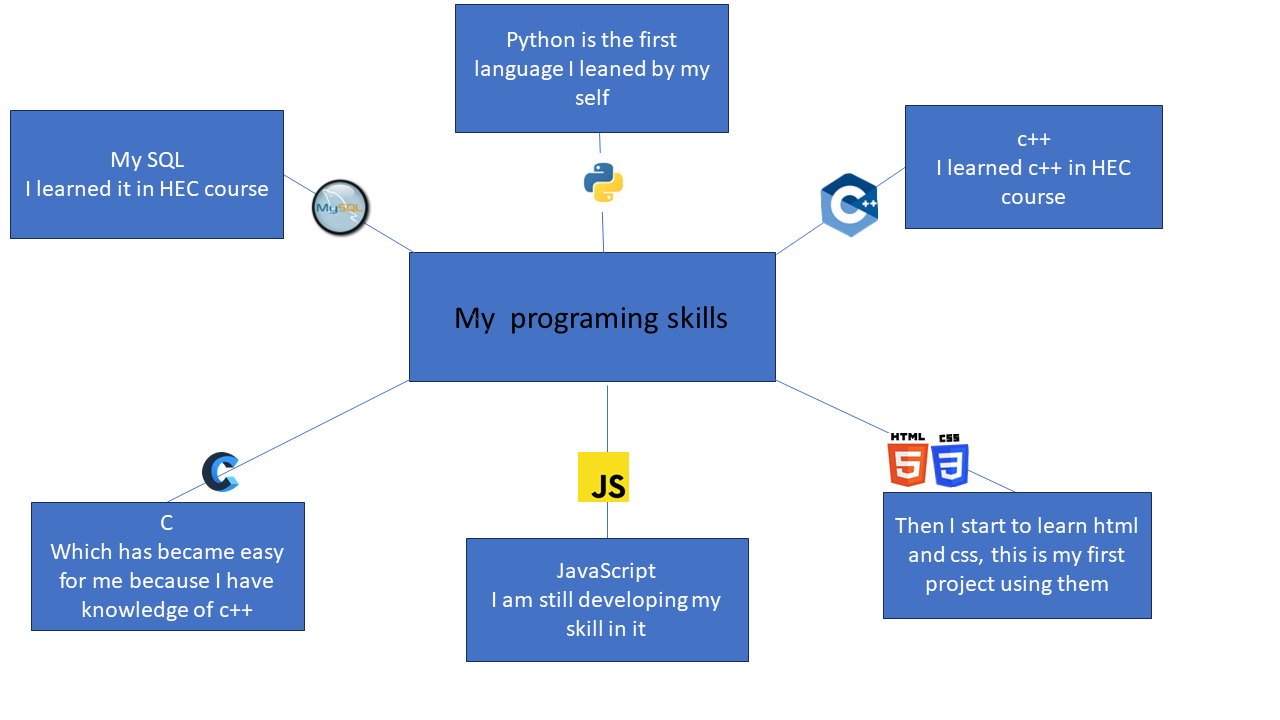 Python is the first
language I leaned by my
self
My SQL
I learned it in HEC course
MySQL
c++
I learned c++ in HEC
course
C++
My  programing skills
C
Which has became easy
for me because I have
knowledge of c++
C
JS
JavaScript
I am still developing my
skill in it
HTML CSS
5 3
Then I start to learn html
and css, this is my first
project using them